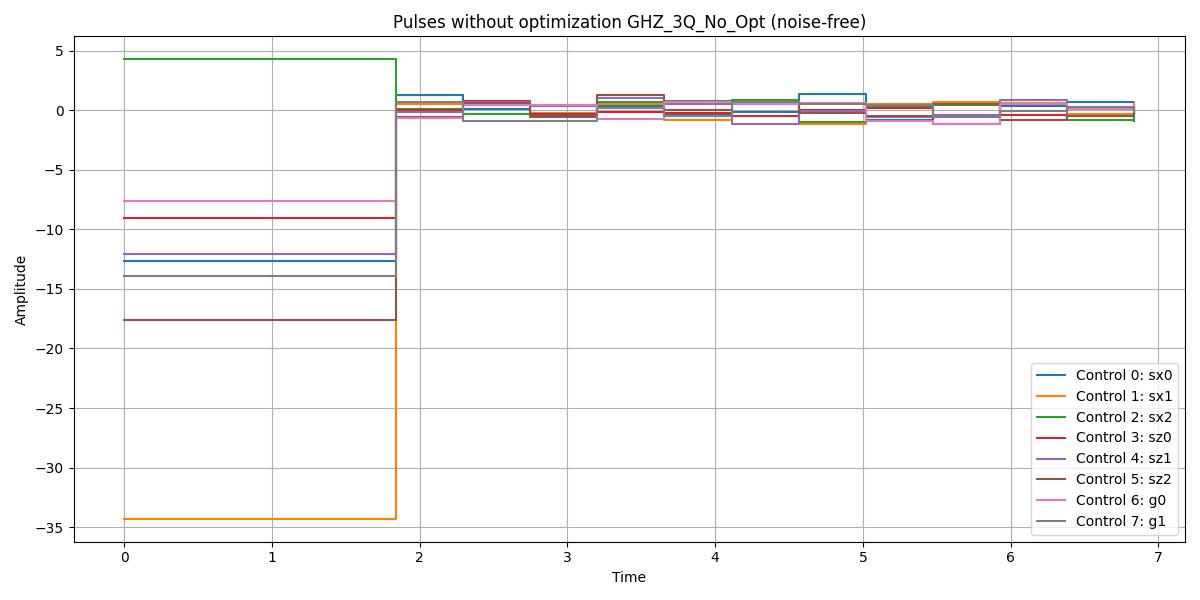 Pulses without optimization GHZ_3Q_No_Opt (noise-free)
Amplitude
5
0
−5
−10
−15
−20
−25
−30
−35
0 1 2 3 4 5 6 7
Time
Control 0: sx0
Control 1: sx1
Control 2: sx2
Control 3: sz0
Control 4: sz1
Control 5: sz2
Control 6: g0
Control 7: g1